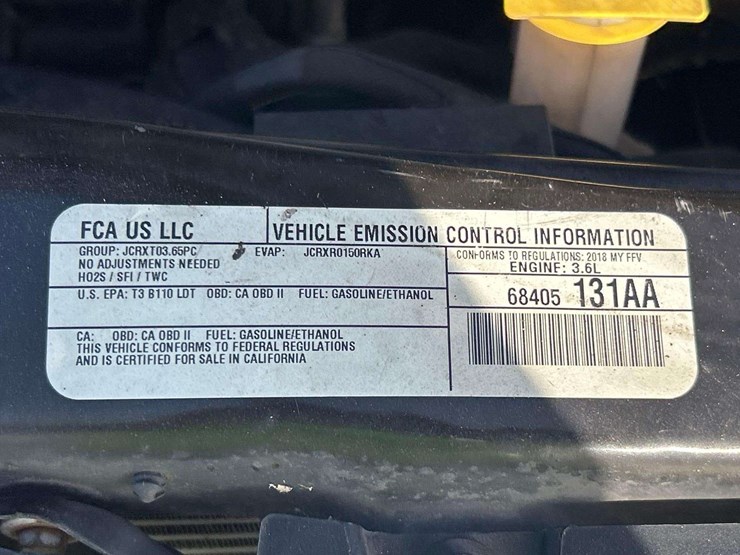 FCA US LLC
VEHICLE EMISSION CONTROL INFORMATION
GROUP: JCRXT03.65PC EVAP: JCRXR0150RKA
NO ADJUSTMENTS NEEDED
HO2S / SFI / TWC
CONFORMS TO REGULATIONS: 2018 MY FFV
ENGINE: 3.6L
U.S. EPA: T3 B110 LDT OBD: CA OBD II FUEL: GASOLINE/ETHANOL
68405 131AA
CA: OBD: CA OBD II FUEL: GASOLINE/ETHANOL
THIS VEHICLE CONFORMS TO FEDERAL REGULATIONS
AND IS CERTIFIED FOR SALE IN CALIFORNIA